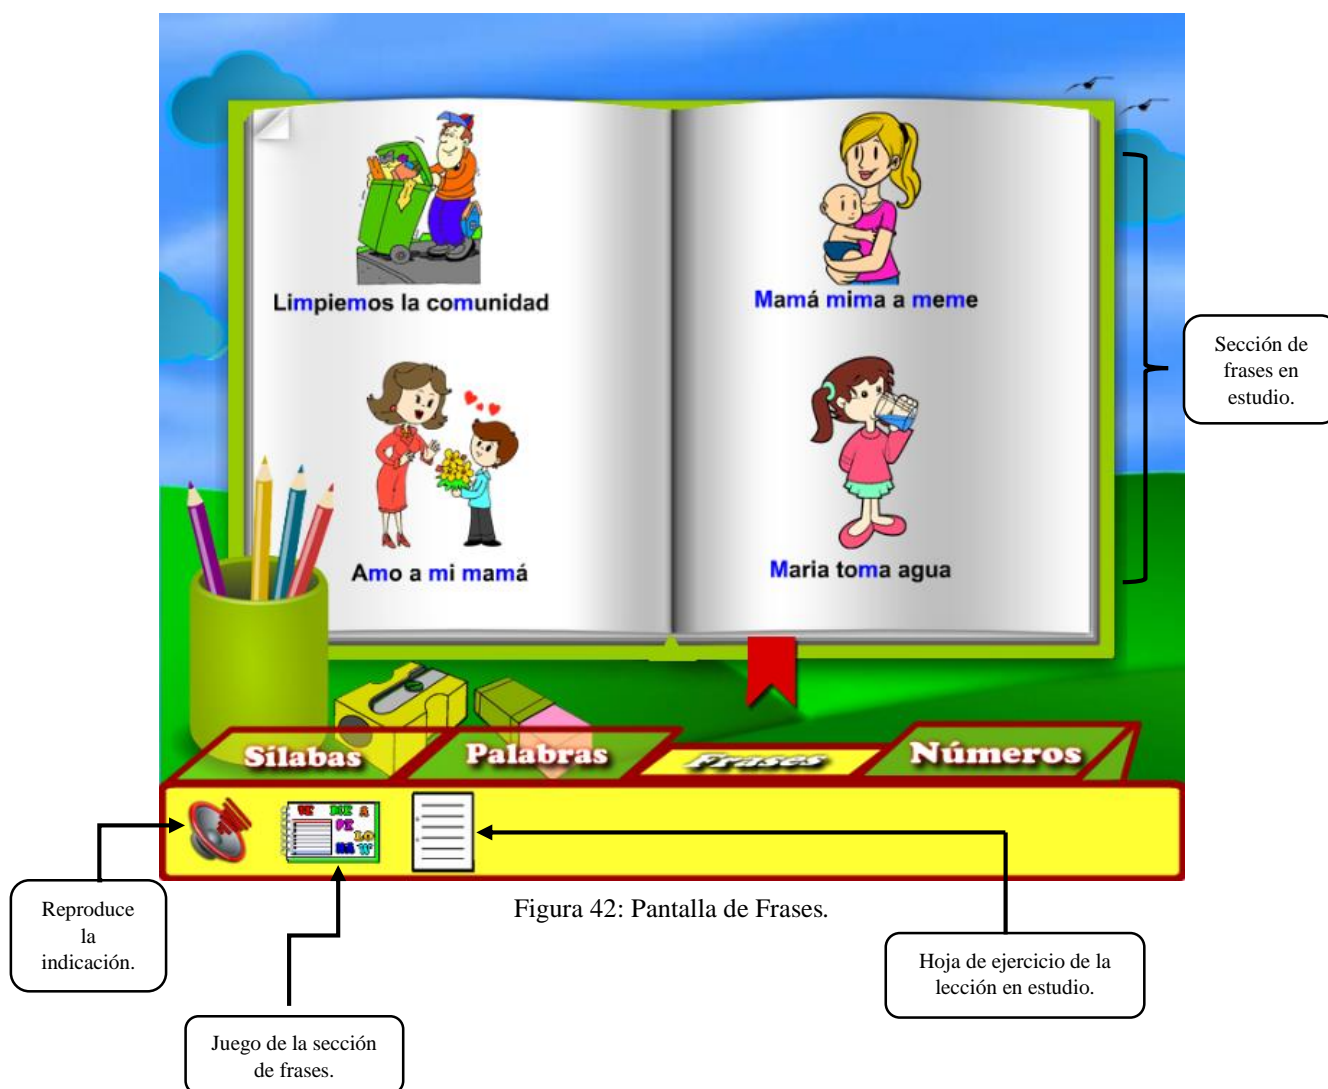 Limpiemos la comunidad
Mamá mima a meme
Amo a mi mamá
Maria toma agua
Sección de
frases en
estudio.
Sílabas
Palabras
Frases
Números
Figura 42: Pantalla de Frases.
Reproduce
la
indicación.
Hoja de ejercicio de la
lección en estudio.
Juego de la sección
de frases.